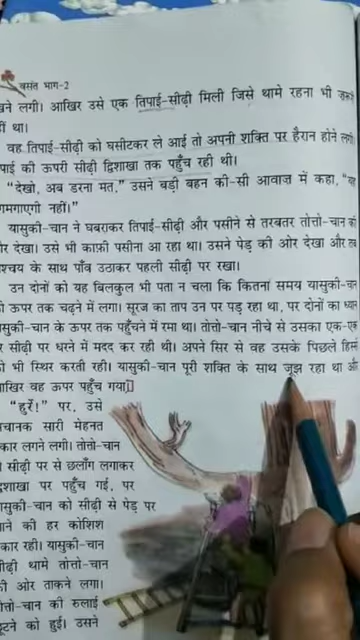 वसंत भाग-2
लगी। आखिर उसे एक तिपाई-सीढ़ी मिली जिसे थामे रहना भी
था।
वह तिपाई-सीढ़ी को घसीटकर ले आई तो अपनी शक्ति पर हैरान होने
की ऊपरी सीढ़ी द्विशाखा तक पहुँच रही थी।
“देखो, अब डरना मत,” उसने बड़ी बहन की-सी आवाज़ में कहा,
नहीं।”
यासुकी-चान ने घबराकर तिपाई-सीढ़ी और पसीने से तरबतर तोत्तो-चान की
देखा। उसे भी काफ़ी पसीना आ रहा था। उसने पेड़ की ओर देखा और
के साथ पाँव उठाकर पहली सीढ़ी पर रखा।
उन दोनों को यह बिलकुल भी पता न चला कि कितना समय यासुकी-चान
ऊपर तक चढ़ने में लगा। सूरज का ताप उन पर पड़ रहा था, पर दोनों का
के ऊपर तक पहुँचने में रमा था। तोत्तो-चान नीचे से उसका एक-एक
सीढ़ी पर धरने में मदद कर रही थी। अपने सिर से वह उसके पिछले
भी स्थिर करती रही। यासुकी-चान पूरी शक्ति के साथ जूझ रहा था
वह ऊपर पहुँच गया।
“हुर्रे!” पर, उसे
सारी मेहनत
लगने लगी। तोत्तो-चान
सीढ़ी पर से छलाँग लगाकर
पर पहुँच गई, पर
को सीढ़ी से पेड़ पर
की हर कोशिश
रही। यासुकी-चान
थामे तोत्तो-चान
ओर ताकने लगा।
की रुलाई
को हुई। उसने